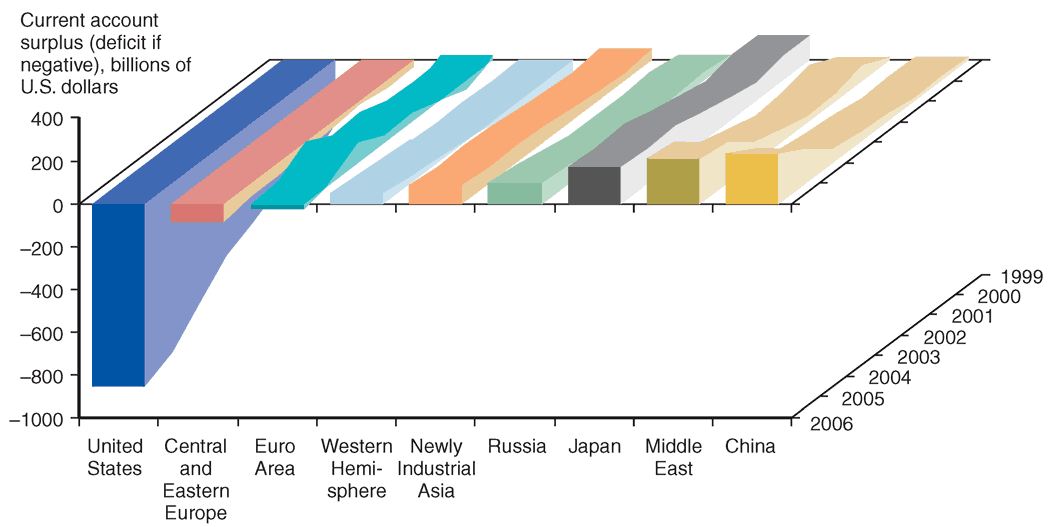 Current account
surplus (deficit if
negative), billions of
U.S. dollars
400
200
0
−200
−400
−600
−800
−1000
1999
2000
2001
2002
2003
2004
2005
2006
United
States
Central
and
Eastern
Europe
Euro
Area
Western
Hemi-
sphere
Newly
Industrial
Asia
Russia
Japan
Middle
East
China